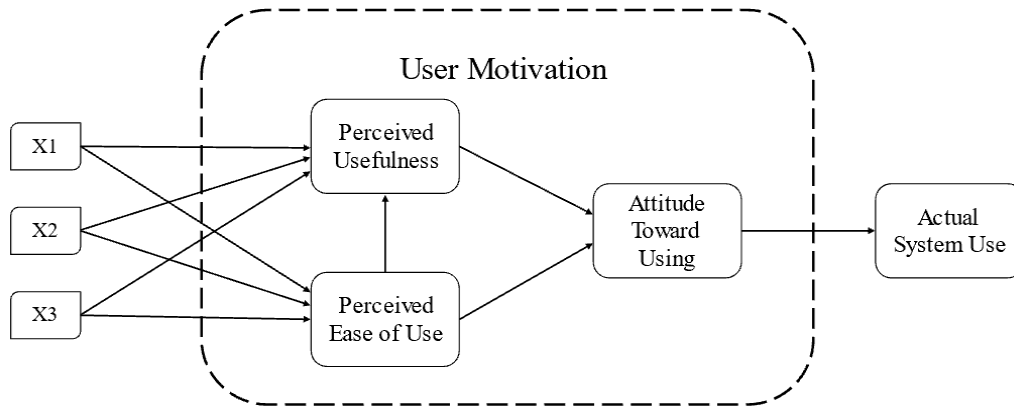 User Motivation
X1
X2
X3
Perceived
Usefulness
Perceived
Ease of Use
Attitude
Toward
Using
Actual
System Use